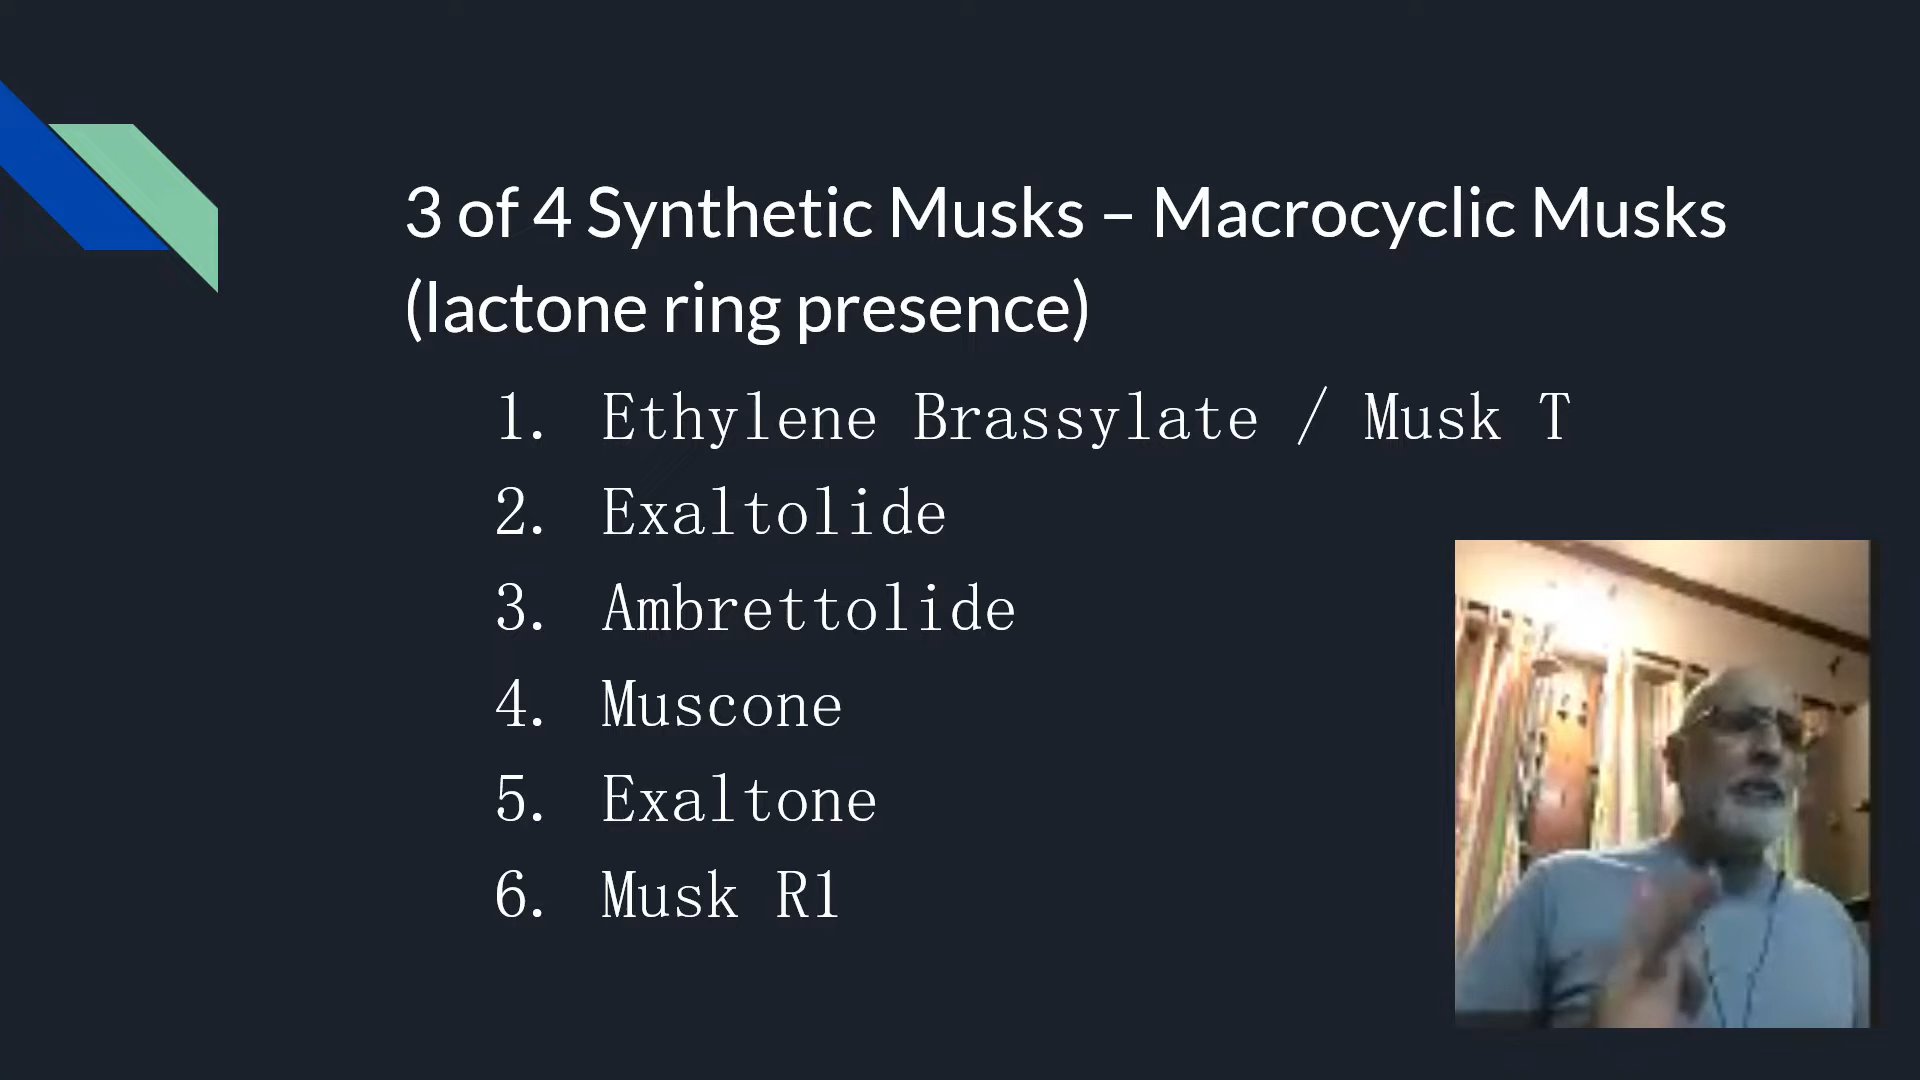 3 of 4 Synthetic Musks – Macrocyclic Musks
(lactone ring presence)
1. Ethylene Brassylate / Musk T
2. Exaltolide
3. Ambrettolide
4. Muscone
5. Exaltone
6. Musk R1